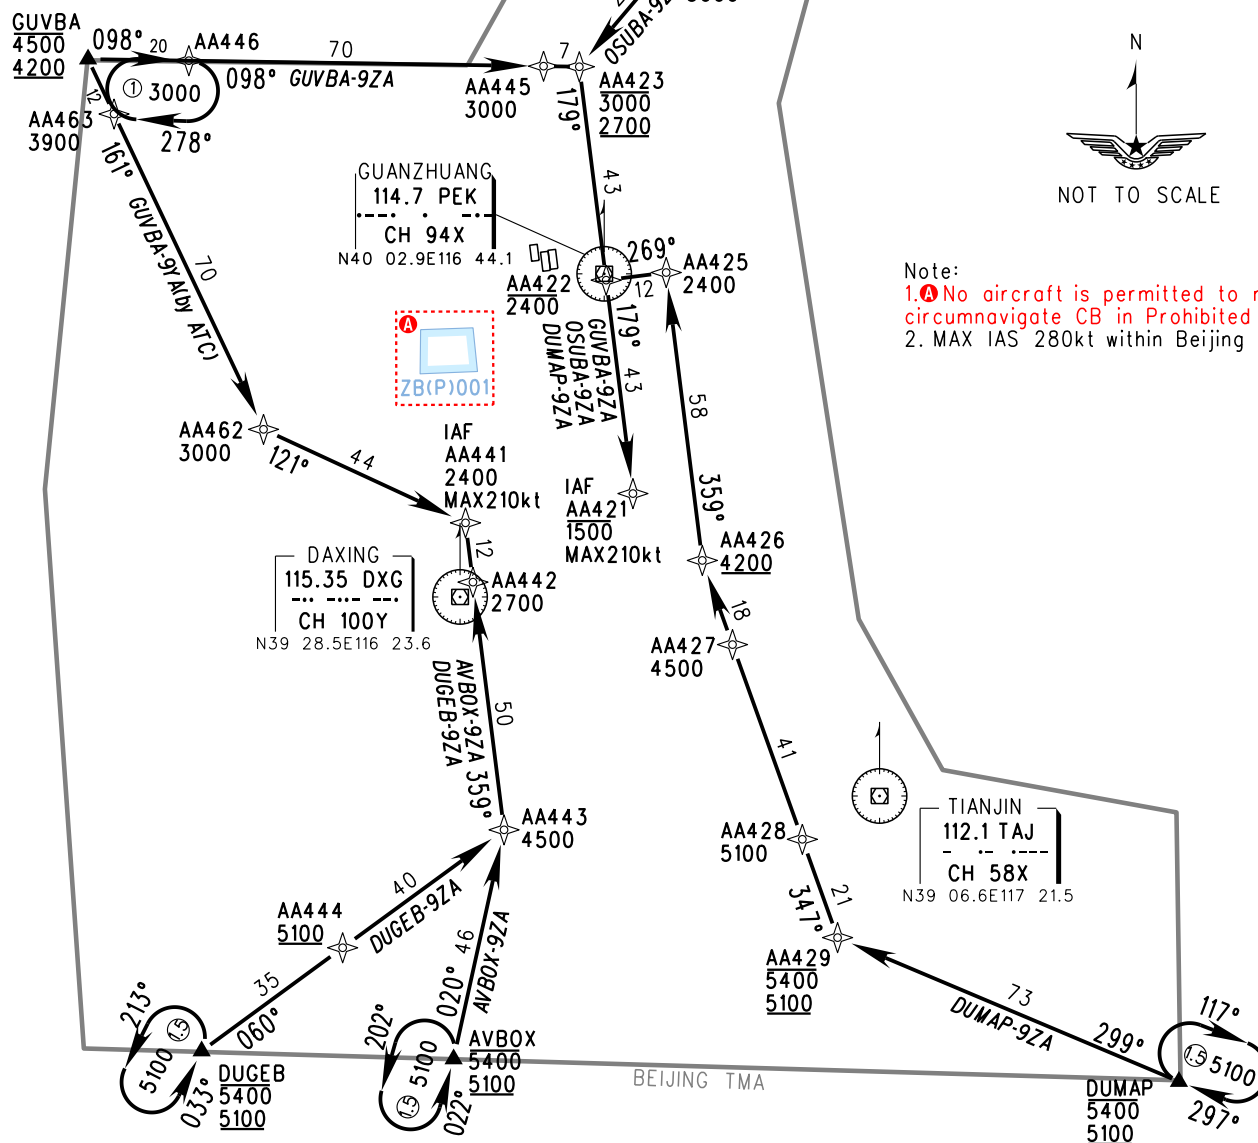 GUVBA
4500
4200
098°
20
AA446
70
098° GUVBA-9ZA
① 3000
278°
12
AA463
3900
161° GUVBA-9YA(by ATC)
70
AA445
3000
7
OSUBA-9ZA
AA423
3000
2700
179°
43
N
NOT TO SCALE
GUANZHUANG
114.7 PEK
·--· · -·-
CH 94X
N40 02.9E116 44.1
AA422
2400
269°
12
AA425
2400
Note:
1.A No aircraft is permitted to
circumnavigate CB in Prohibited
2. MAX IAS 280kt within Beijing
A
ZB(P)001
179°
43
GUVBA-9ZA
OSUBA-9ZA
DUMAP-9ZA
58
359°
AA462
3000
121°
44
IAF
AA441
2400
MAX210kt
IAF
AA421
1500
MAX210kt
12
AA426
4200
DAXING
115.35 DXG
-·· -··- --·
CH 100Y
N39 28.5E116 23.6
AA442
2700
18
AA427
4500
AVBOX-9ZA 359°
DUGEB-9ZA
50
41
AA443
4500
AA428
5100
TIANJIN
112.1 TAJ
- ·- ·---
CH 58X
N39 06.6E117 21.5
21
347°
40
DUGEB-9ZA
AA444
5100
46
020° AVBOX-9ZA
AA429
5400
5100
35
060°
73
DUMAP-9ZA
299°
213°
1.5
5100
033°
DUGEB
5400
5100
202°
5100
1.5
022°
AVBOX
5400
5100
BEIJING TMA
117°
1.5 5100
297°
DUMAP
5400
5100